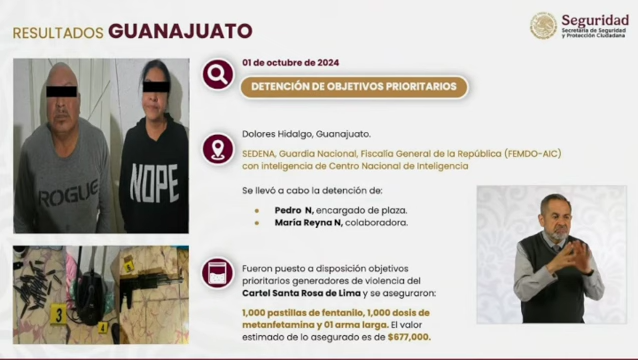 RESULTADOS GUANAJUATO
Seguridad
Secretaría de Seguridad
y Protección Ciudadana
01 de octubre de 2024
DETENCIÓN DE OBJETIVOS PRIORITARIOS
ROGUE
NOPE
Dolores Hidalgo, Guanajuato.
SEDENA, Guardia Nacional, Fiscalía General de la República (FEMDO-AIC)
con inteligencia de Centro Nacional de Inteligencia
Se llevó a cabo la detención de:
• Pedro N, encargado de plaza.
• María Reyna N, colaboradora.
3
4
1
Fueron puesto a disposición objetivos
prioritarios generadores de violencia del
Cartel Santa Rosa de Lima y se aseguraron:
1,000 pastillas de fentanilo, 1,000 dosis de
metanfetamina y 01 arma larga. El valor
estimado de lo asegurado es de $677,000.